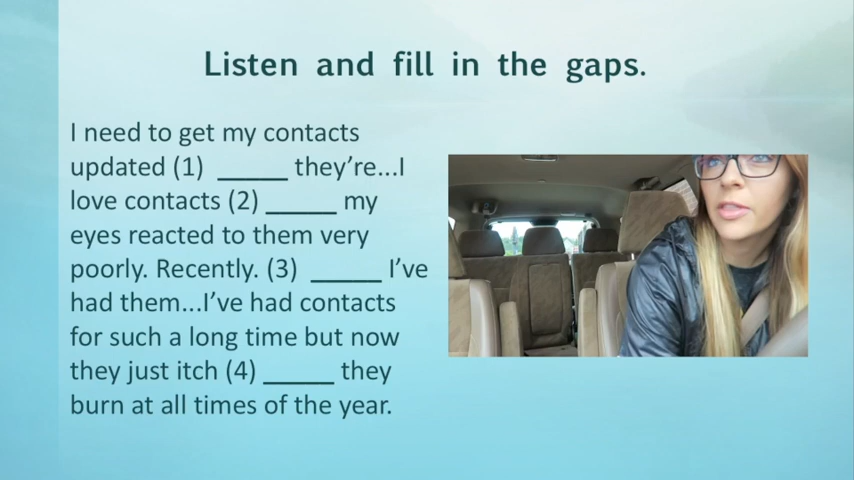 Listen and fill in the gaps.
I need to get my contacts
updated (1) _____ they’re...I
love contacts (2) _____ my
eyes reacted to them very
poorly. Recently. (3) _____ I’ve
had them...I’ve had contacts
for such a long time but now
they just itch (4) _____ they
burn at all times of the year.